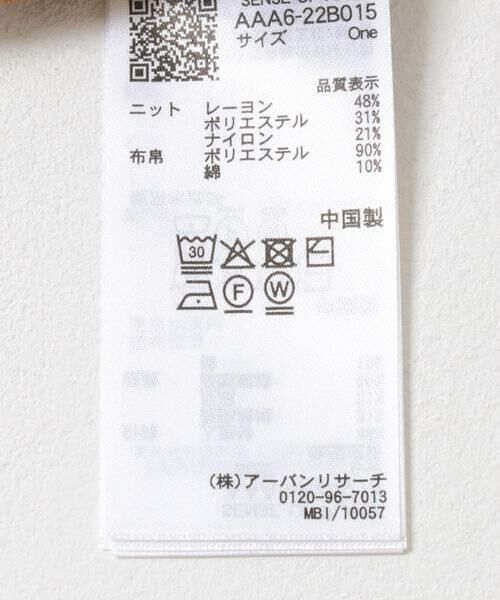 AAA6-22B015
サイズ One
品質表示
ニット レーヨン 48%
ポリエステル 31%
ナイロン 21%
布帛 ポリエステル 90%
綿 10%
中国製
30
F W
(株)アーバンリサーチ
0120-96-7013
MBI/10057